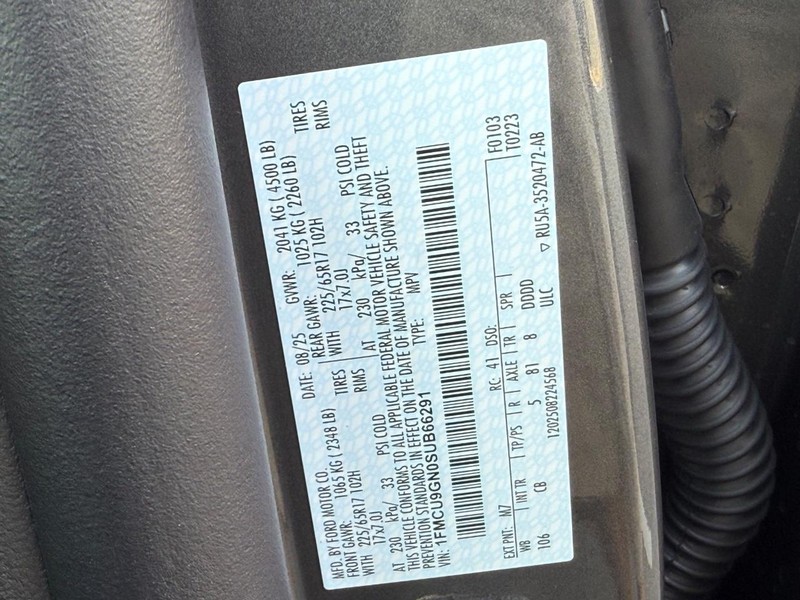 MFD. BY FORD MOTOR CO.
DATE: 08/25 GVWR: 2041 KG ( 4500 LB)
FRONT GAWR: 1065 KG ( 2348 LB) REAR GAWR: 1025 KG ( 2260 LB)
WITH 225/65R17 102H TIRES WITH 225/65R17 102H TIRES
17x7.0J RIMS 17x7.0J RIMS
AT 230 kPa/ 33 PSI COLD AT 230 kPa/ 33 PSI COLD
THIS VEHICLE CONFORMS TO ALL APPLICABLE FEDERAL MOTOR VEHICLE SAFETY AND THEFT
PREVENTION STANDARDS IN EFFECT ON THE DATE OF MANUFACTURE SHOWN ABOVE.
VIN: 1FMCU9GN0SUB66291 TYPE: MPV
F0103
EXT PNT: M7 RC: 41 DSO: T0223
WB INT TR TP/PS R AXLE TR SPR
106 CB 5 81 8 DDDD
1202508224568 ULC ▽ RU5A-3520472-AB